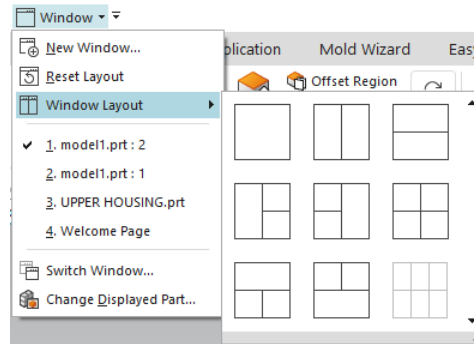 Window
New Window...
plication
Mold Wizard
Eas
Reset Layout
Offset Region
Window Layout
1. model1.prt : 2
2. model1.prt : 1
3. UPPER HOUSING.prt
4. Welcome Page
Switch Window...
Change Displayed Part...